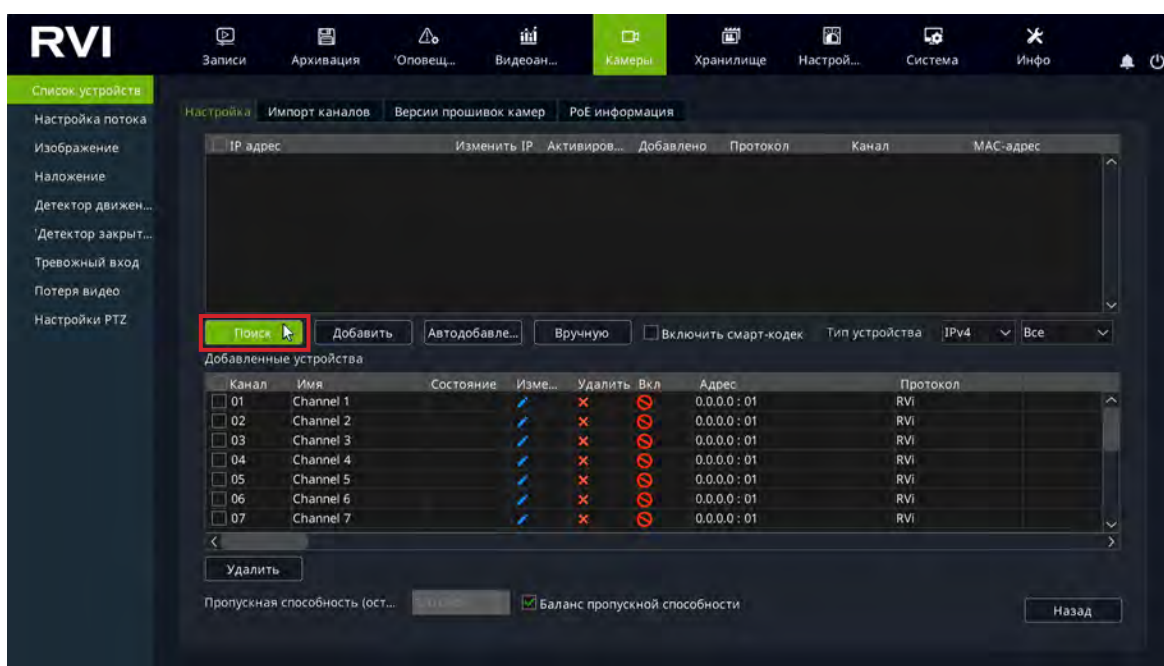 RVI
Записи Архивация 'Оповещ... Видеоан... Камеры Хранилище Настрой... Система Инфо
Список устройств
Настройка потока
Изображение
Наложение
Детектор движен...
'Детектор закрыт...
Тревожный вход
Потеря видео
Настройки PTZ
Настройка Импорт каналов Версии прошивок камер PoE информация
IP адрес Изменить IP Активиров... Добавлено Протокол Канал MAC-адрес
Поиск Добавить Автодобавле... Вручную Включить смарт-кодек Тип устройства IPv4 Все
Добавленные устройства
Канал Имя Состояние Изме... Удалить Вкл Адрес Протокол
01 Channel 1 0.0.0.0 : 01 RVi
02 Channel 2 0.0.0.0 : 01 RVi
03 Channel 3 0.0.0.0 : 01 RVi
04 Channel 4 0.0.0.0 : 01 RVi
05 Channel 5 0.0.0.0 : 01 RVi
06 Channel 6 0.0.0.0 : 01 RVi
07 Channel 7 0.0.0.0 : 01 RVi
Удалить
Пропускная способность (ост... Баланс пропускной способности
Назад